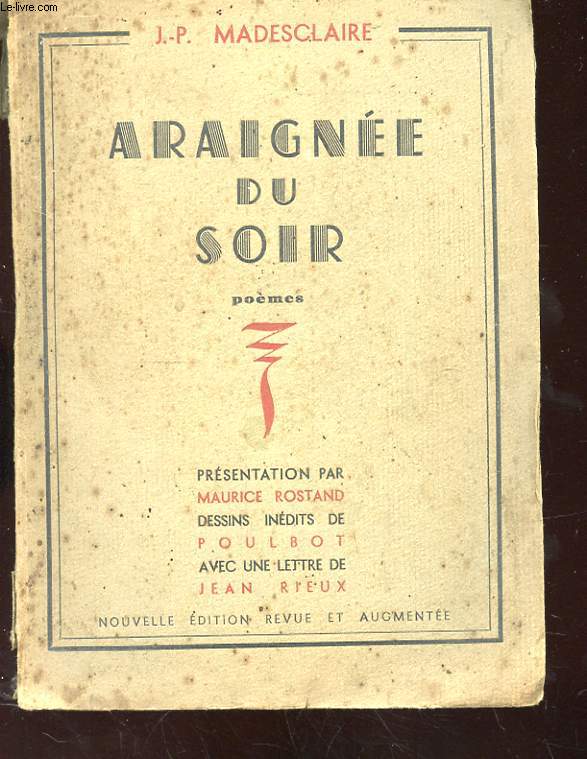 Le-livre.com
J.-P. MADESCLAIRE
ARAIGNÉE
DU
SOIR
poèmes
PRÉSENTATION PAR
MAURICE ROSTAND
DESSINS INÉDITS DE
POULBOT
AVEC UNE LETTRE DE
JEAN RIEUX
NOUVELLE ÉDITION REVUE ET AUGMENTÉE